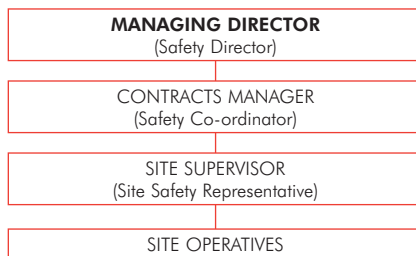 MANAGING DIRECTOR
(Safety Director)
CONTRACTS MANAGER
(Safety Co-ordinator)
SITE SUPERVISOR
(Site Safety Representative)
SITE OPERATIVES